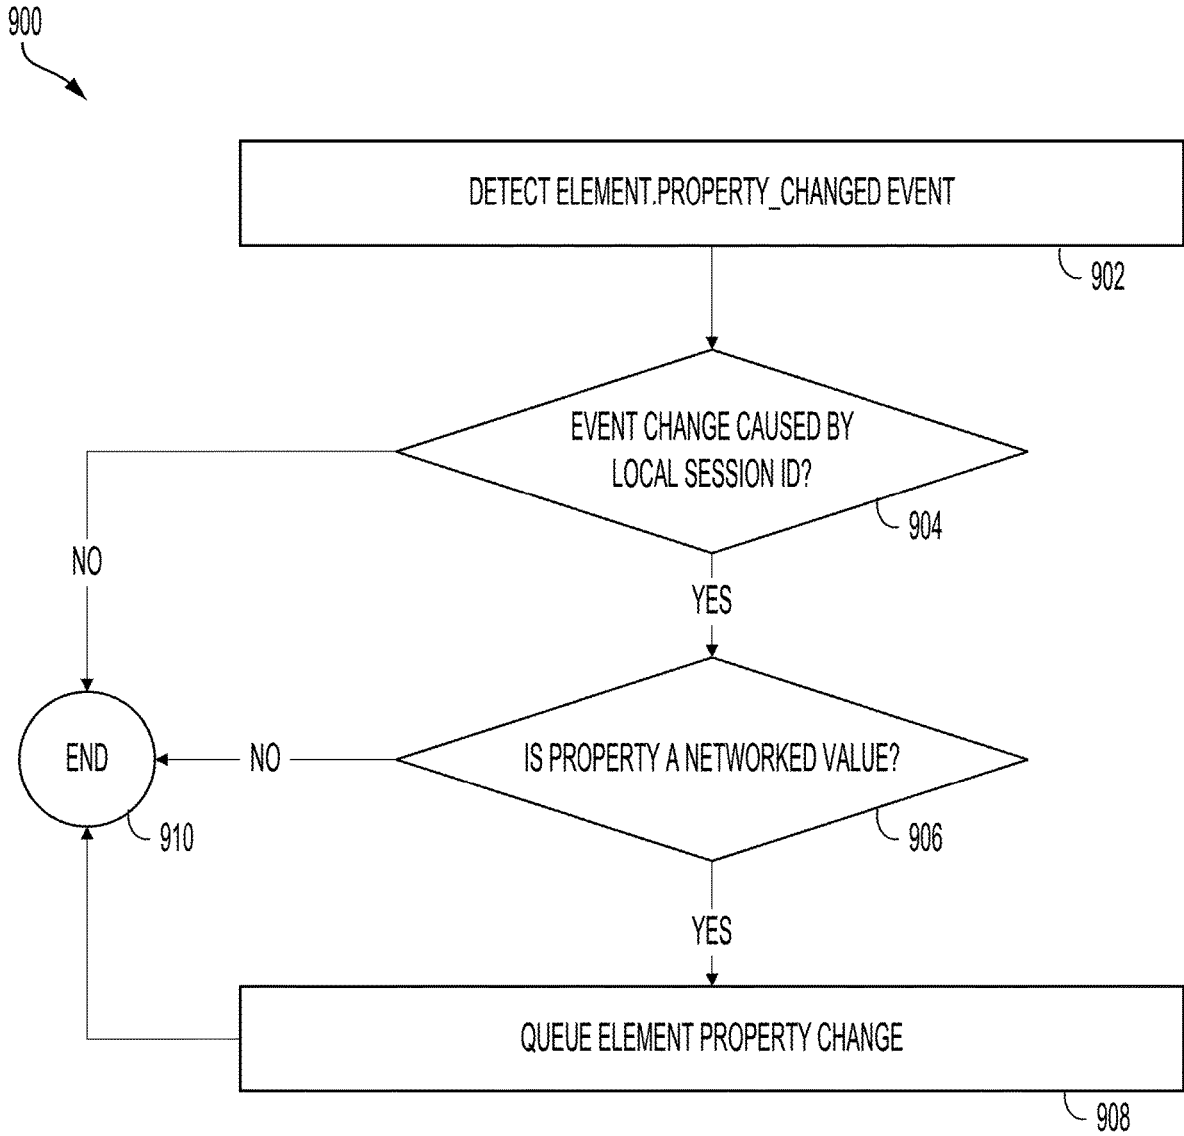 900
DETECT ELEMENT.PROPERTY_CHANGED EVENT
902
EVENT CHANGE CAUSED BY
LOCAL SESSION ID?
904
NO
YES
END
NO
IS PROPERTY A NETWORKED VALUE?
910
906
YES
QUEUE ELEMENT PROPERTY CHANGE
908